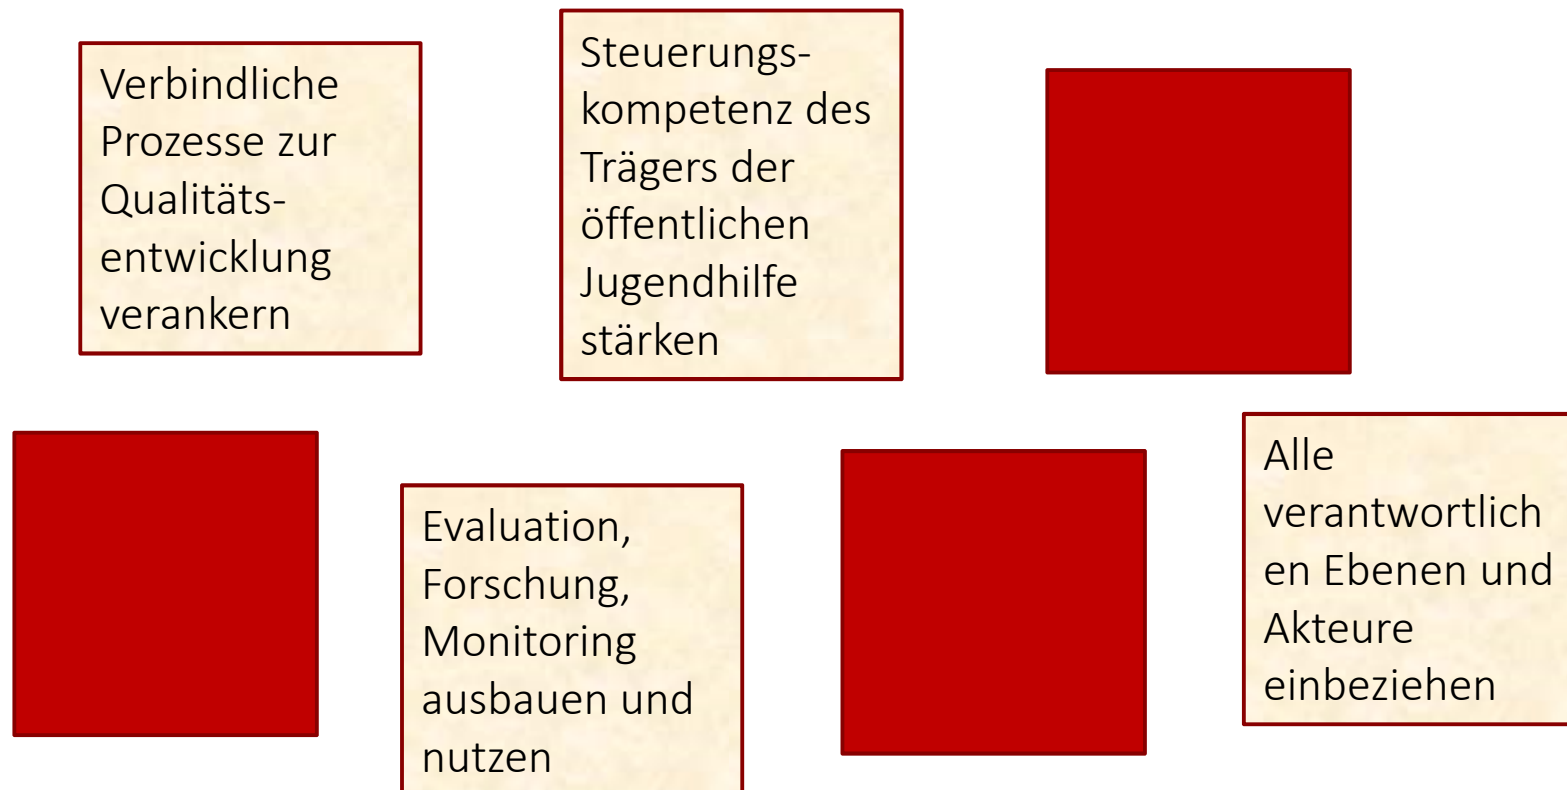 Verbindliche
Prozesse zur
Qualitäts-
entwicklung
verankern
Steuerungs-
kompetenz des
Trägers der
öffentlichen
Jugendhilfe
stärken
Evaluation,
Forschung,
Monitoring
ausbauen und
nutzen
Alle
verantwortlich
en Ebenen und
Akteure
einbeziehen